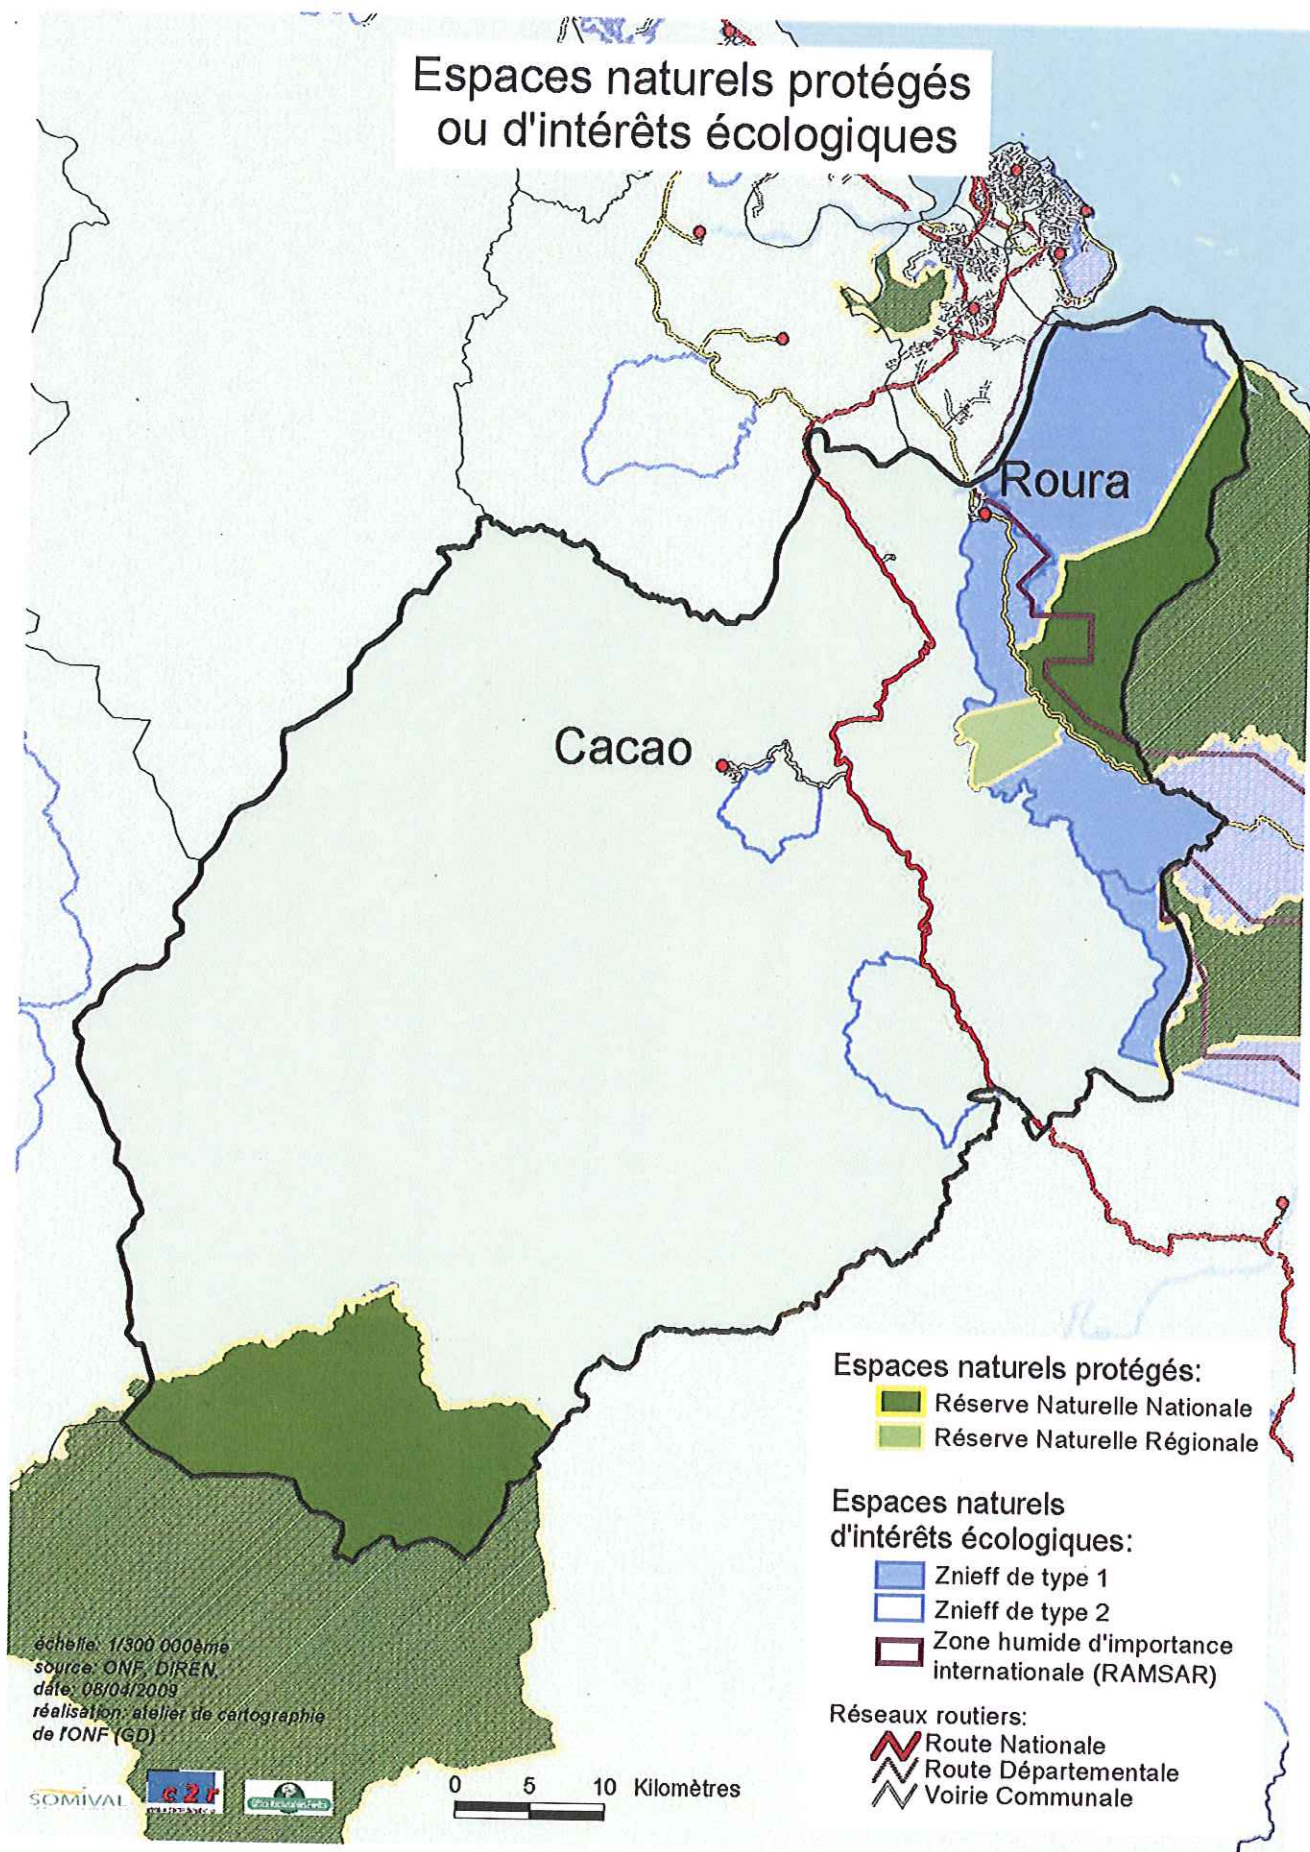 Espaces naturels protégés
ou d'intérêts écologiques
Roura
Cacao
Espaces naturels protégés:
Réserve Naturelle Nationale
Réserve Naturelle Régionale
Espaces naturels
d'intérêts écologiques:
Znieff de type 1
Znieff de type 2
Zone humide d'importance
internationale (RAMSAR)
Réseaux routiers:
Route Nationale
Route Départementale
Voirie Communale
échelle: 1/300 000ème
source: ONF, DIREN,
date: 08/04/2009
réalisation: atelier de cartographie
de l'ONF (GD)
SOMIVAL
c2r
0 5 10 Kilomètres